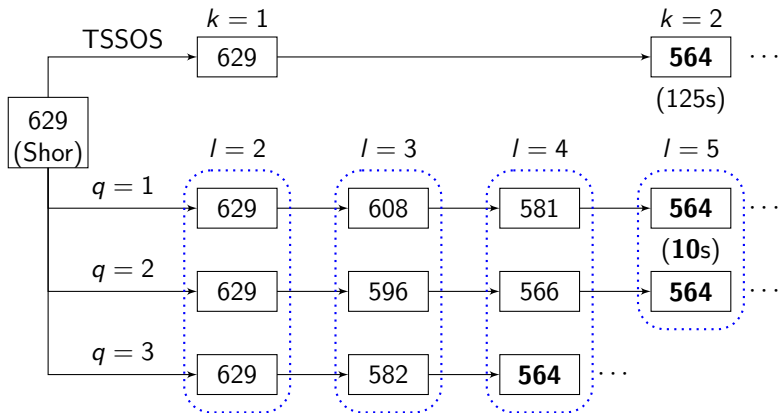 k = 1 k = 2
TSSOS 629 564 ···
(125s)
629
(Shor)
l = 2 l = 3 l = 4 l = 5
q = 1 629 608 581 564 ···
(10s)
q = 2 629 596 566 564 ···
q = 3 629 582 564 ···